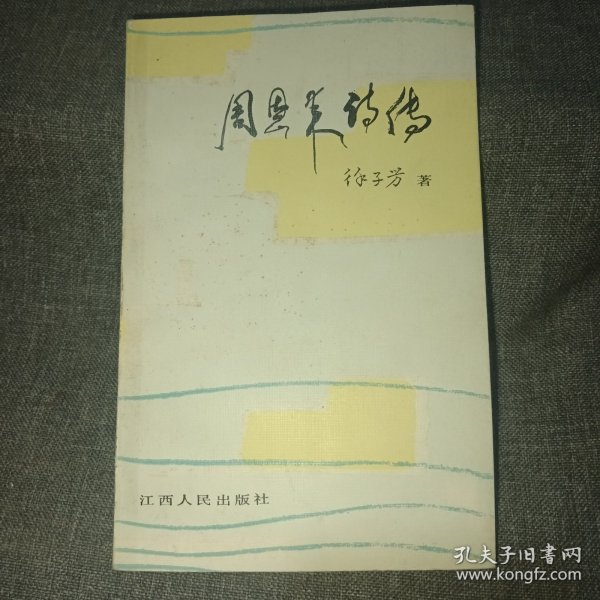 周恩来诗传
徐子芳 著
江西人民出版社
孔夫子旧书网
www.kongfz.com